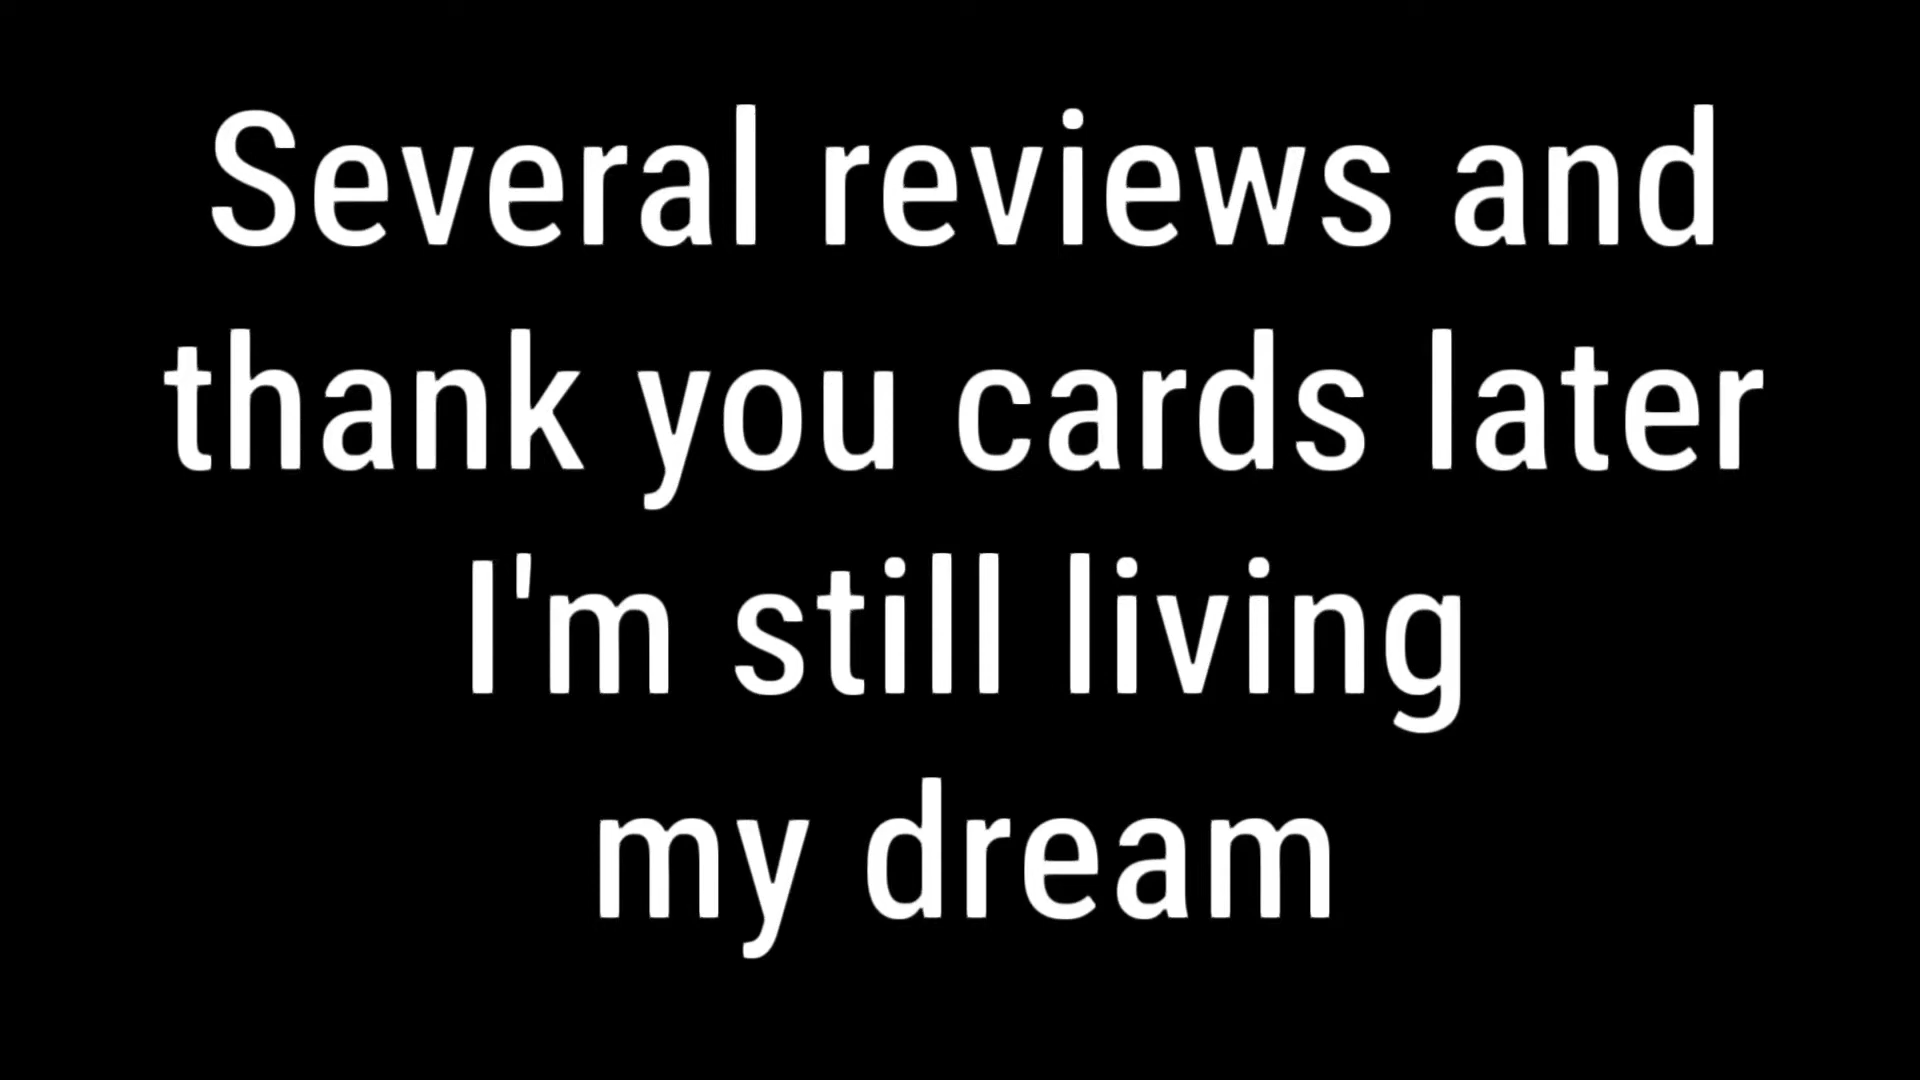 Several reviews and
thank you cards later
I'm still living
my dream